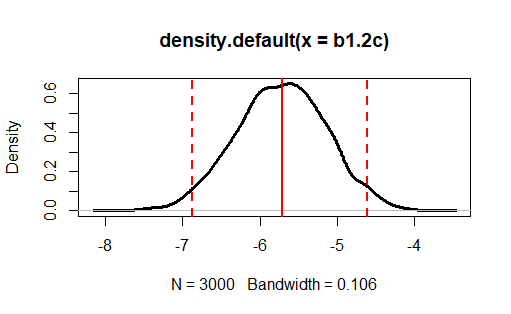 density.default(x = b1.2c)
Density
0.0 0.2 0.4 0.6
-8 -7 -6 -5 -4
N = 3000 Bandwidth = 0.106